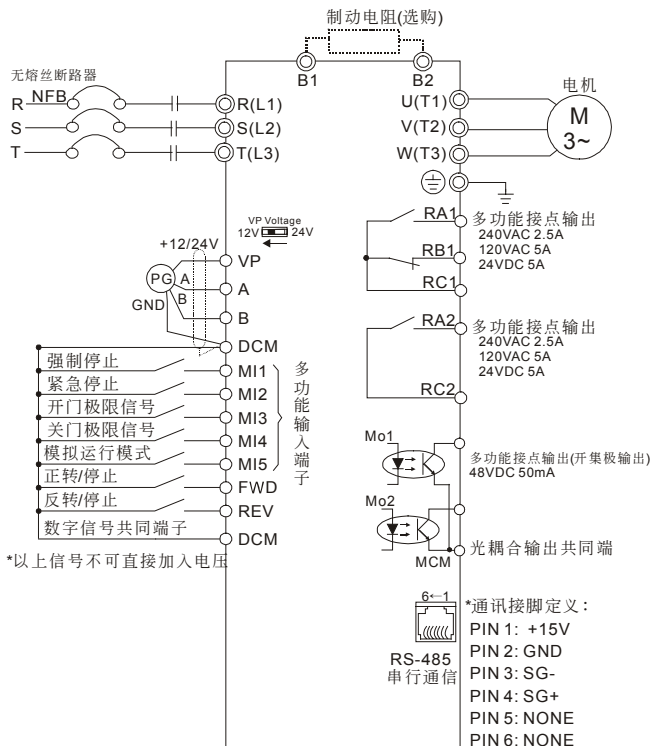 制动电阻(选购)
B1
B2
无熔丝断路器
NFB
R
R(L1)
S
S(L2)
T
T(L3)
电机
U(T1)
V(T2)
W(T3)
M
3~
VP Voltage
12V
24V
+12/24V
VP
PG
A
A
B
GND
B
DCM
强制停止
MI1
紧急停止
MI2
开门极限信号
MI3
关门极限信号
MI4
模拟运行模式
MI5
正转/停止
FWD
反转/停止
REV
数字信号共同端子
DCM
多功能输入端子
*以上信号不可直接加入电压
RA1
多功能接点输出
240VAC 2.5A
120VAC 5A
24VDC 5A
RB1
RC1
RA2
多功能接点输出
240VAC 2.5A
120VAC 5A
24VDC 5A
RC2
Mo1
多功能接点输出(开集极输出)
48VDC 50mA
Mo2
MCM
光耦合输出共同端
6←1
RS-485
串行通信
*通讯接脚定义：
PIN 1: +15V
PIN 2: GND
PIN 3: SG-
PIN 4: SG+
PIN 5: NONE
PIN 6: NONE